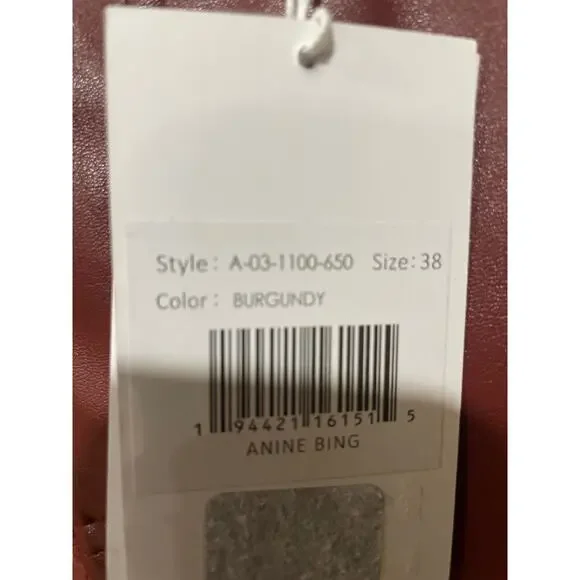 Style: A-03-1100-650 Size:38
Color: BURGUNDY
1 94421 16151 5
ANINE BING